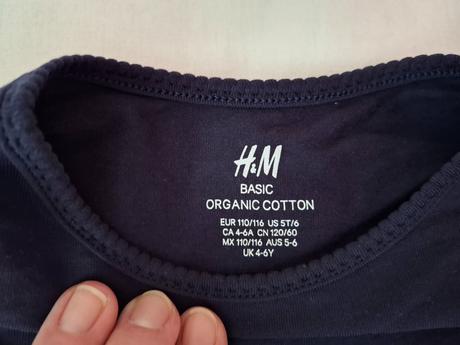 H&M
BASIC
ORGANIC COTTON
EUR 110/116 US 5T/6
CA 4-6A CN 120/60
MX 110/116 AUS 5-6
UK 4-6Y